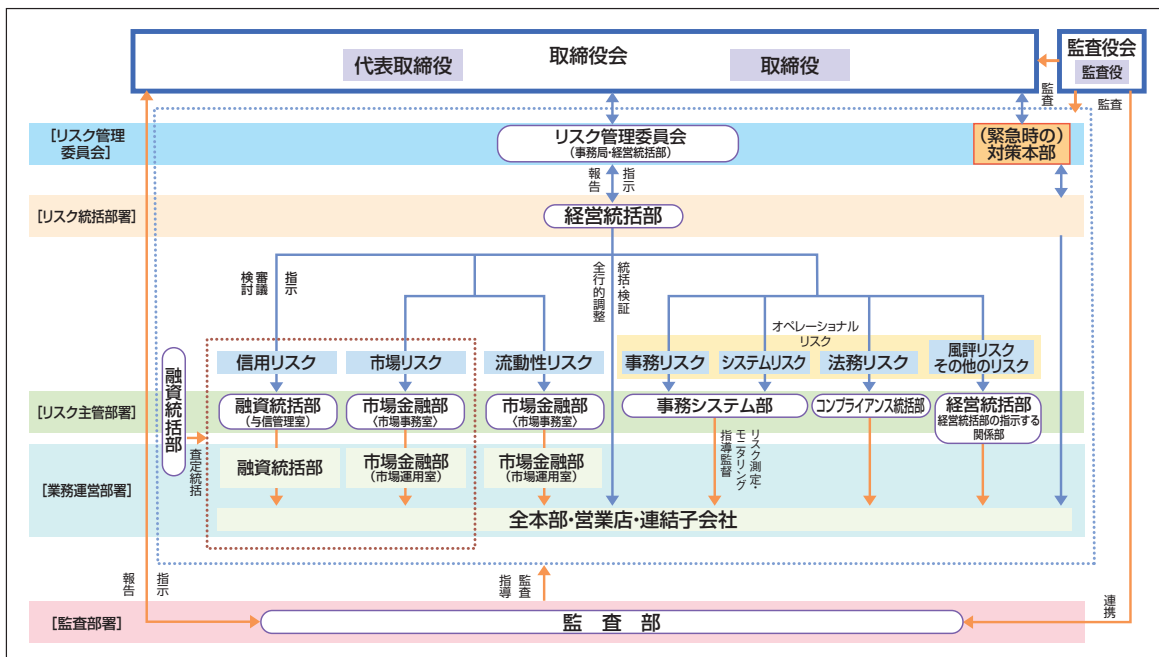 取締役会
代表取締役
取締役
監査役会
監査役
監査
監査
[リスク管理
委員会]
リスク管理委員会
(事務局・経営統括部)
(緊急時の)
対策本部
報告
指示
[リスク統括部署]
経営統括部
検討
審議
指示
全行的調整
統括・検証
オペレーショナル
リスク
融資統括部
信用リスク
市場リスク
流動性リスク
事務リスク
システムリスク
法務リスク
風評リスク
その他のリスク
[リスク主管部署]
融資統括部
(与信管理室)
市場金融部
〈市場事務室〉
市場金融部
〈市場事務室〉
事務システム部
コンプライアンス統括部
経営統括部
経営統括部の指示する
関係部
査定統括
指導監督
モニタリング
リスク測定・
[業務運営部署]
融資統括部
市場金融部
(市場運用室)
市場金融部
(市場運用室)
全本部・営業店・連結子会社
報告
指示
指導
監査
連携
[監査部署]
監査部